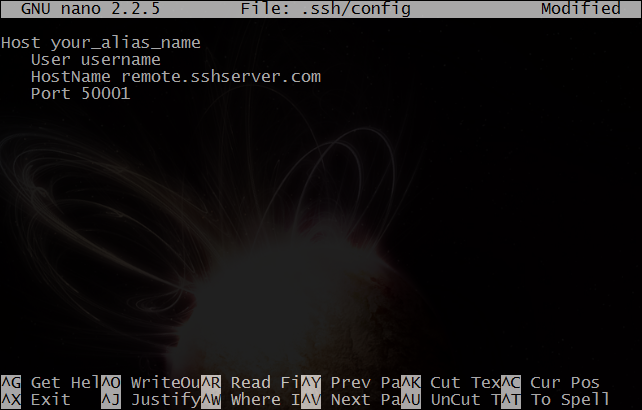 GNU nano 2.2.5 File: .ssh/config Modified
Host your_alias_name
User username
HostName remote.sshserver.com
Port 50001
^G Get Hel^O WriteOu^R Read Fi^Y Prev Pa^K Cut Tex^C Cur Pos
^X Exit ^J Justify^W Where I^V Next Pa^U UnCut T^T To Spell